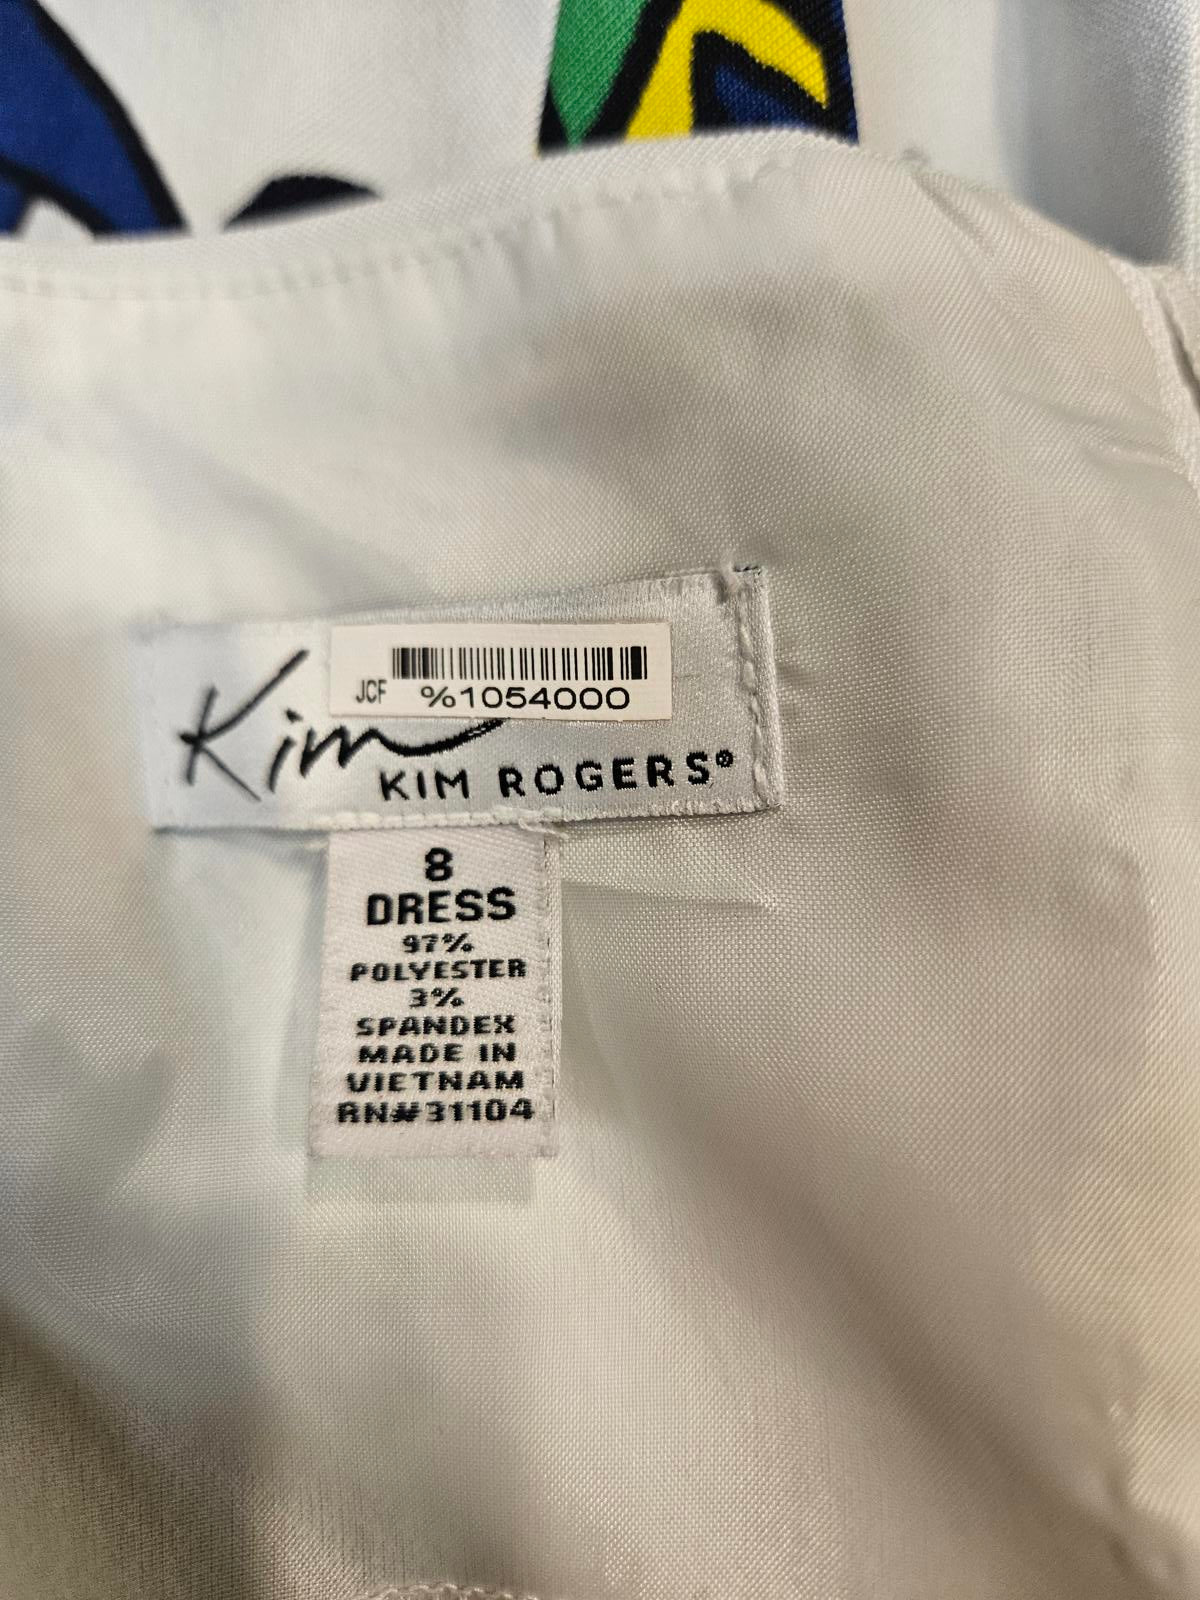 JCF %1054000
Kim
KIM ROGERS®
8
DRESS
97%
POLYESTER
3%
SPANDEX
MADE IN
VIETNAM
RN#31104